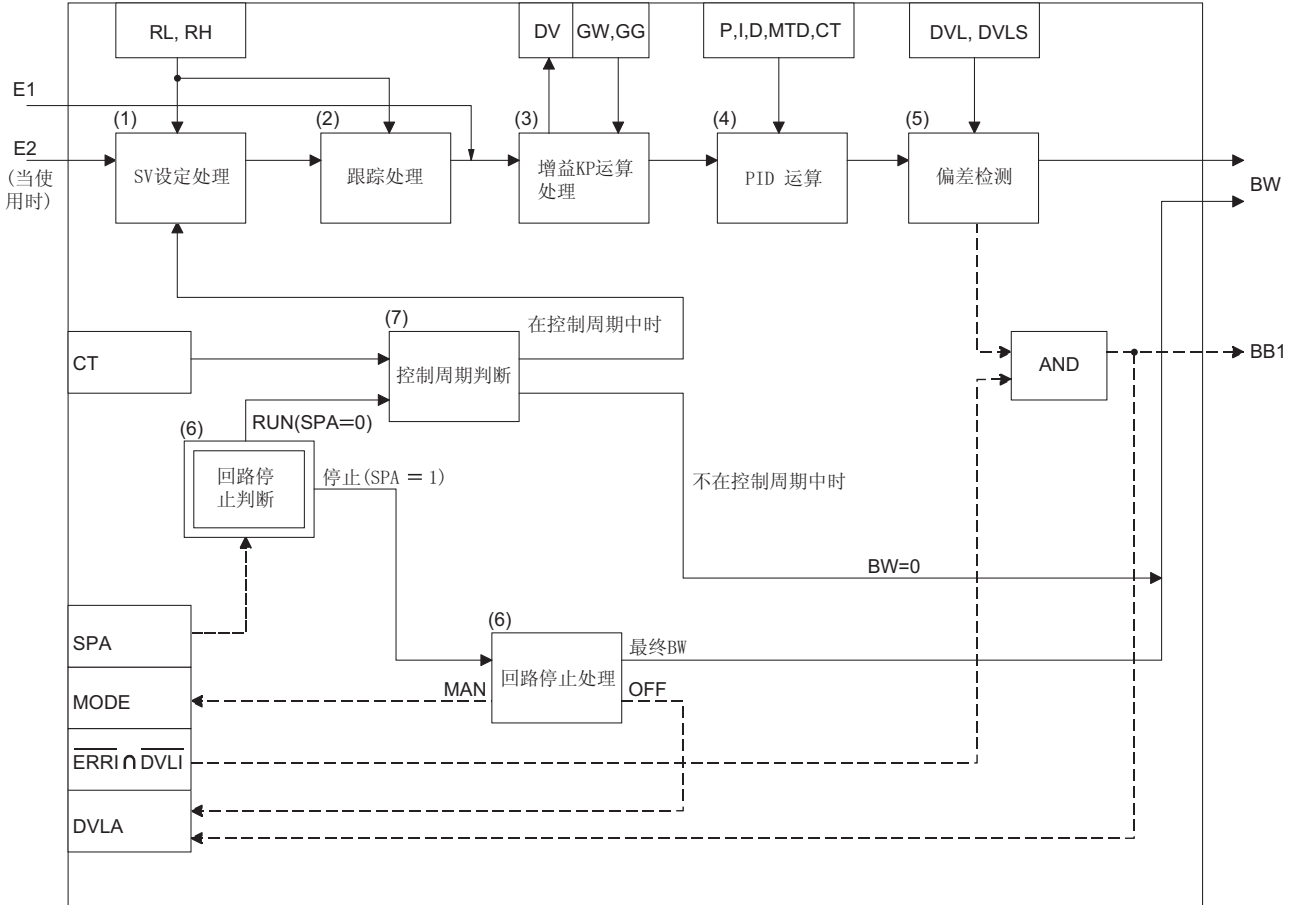 RL, RH
DV
GW,GG
P,I,D,MTD,CT
DVL, DVLS
E1
(1)
(2)
(3)
(4)
(5)
E2
(当使
用时)
SV设定处理
跟踪处理
增益KP运算
处理
PID 运算
偏差检测
BW
(7)
在控制周期中时
CT
控制周期判断
AND
BB1
RUN(SPA=0)
(6)
回路停
止判断
停止(SPA = 1)
不在控制周期中时
BW=0
SPA
(6)
最终BW
MODE
MAN
回路停止处理
OFF
E̅R̅R̅I̅∩D̅V̅L̅I̅
DVLA